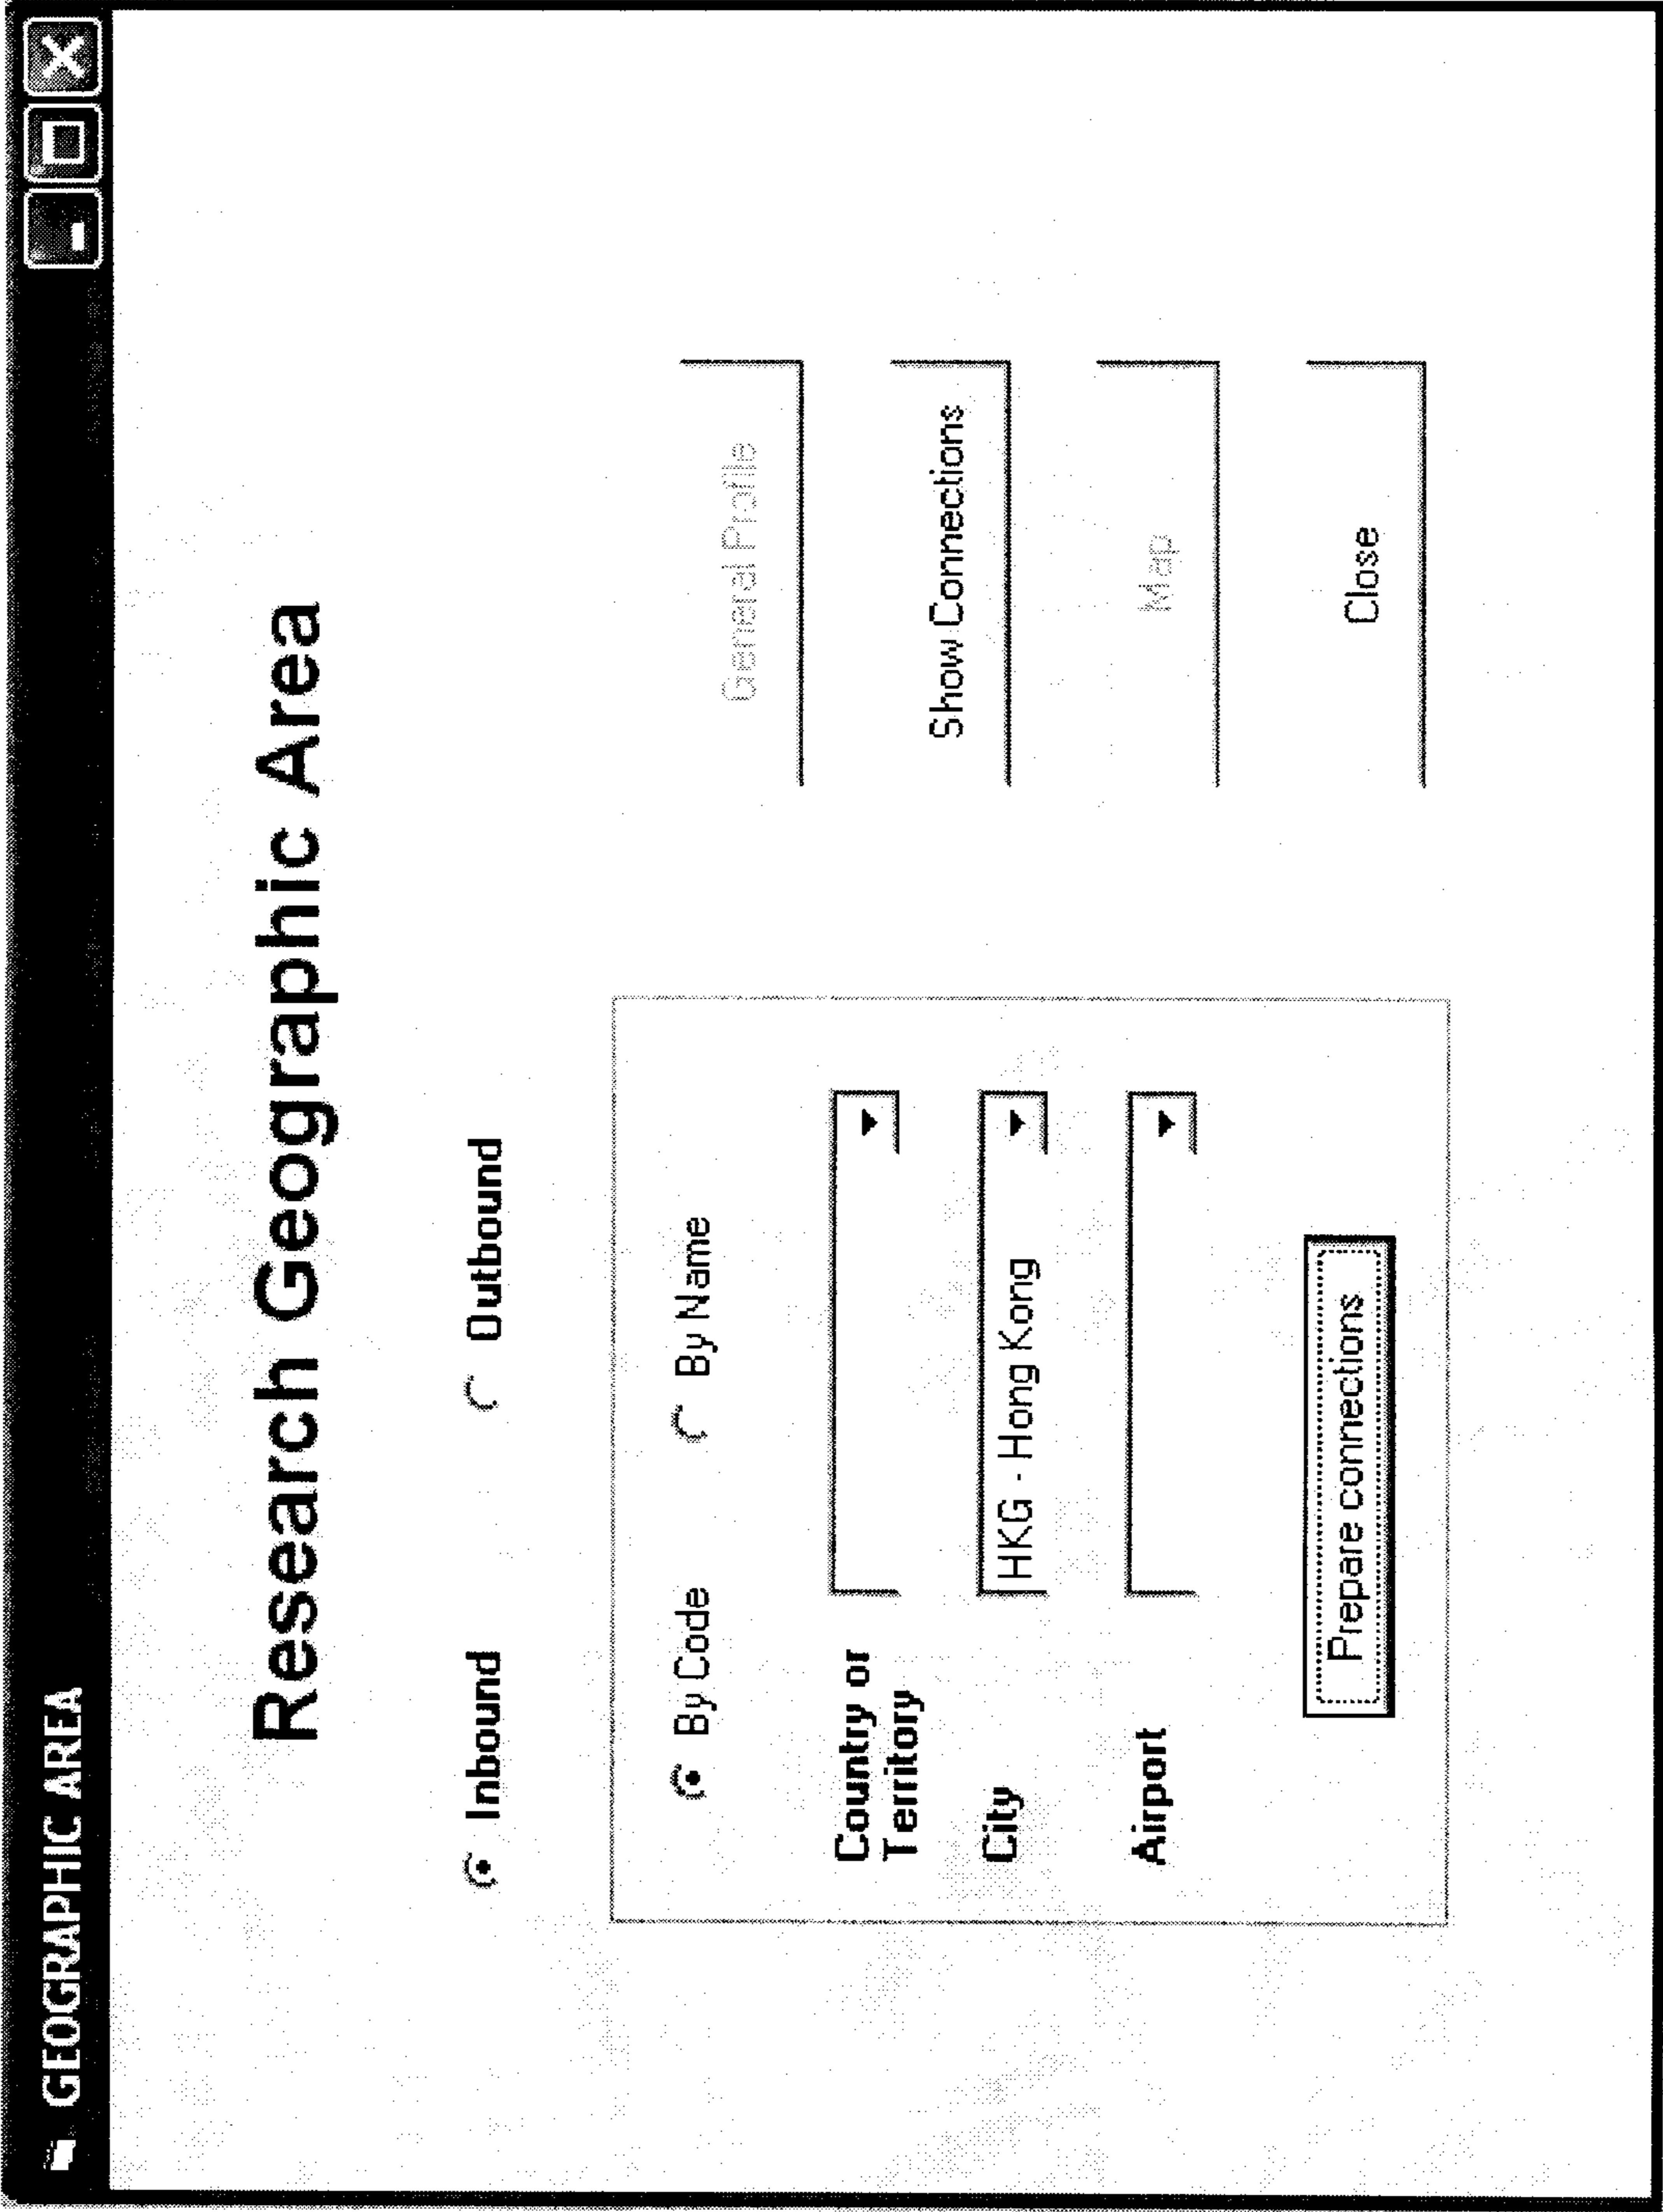 GEOGRAPHIC AREA
Research Geographic Area
Inbound
Outbound
By Code
By Name
Country or
Territory
City
HKG - Hong Kong
Airport
Prepare connections
General Profile
Show Connections
Map
Close